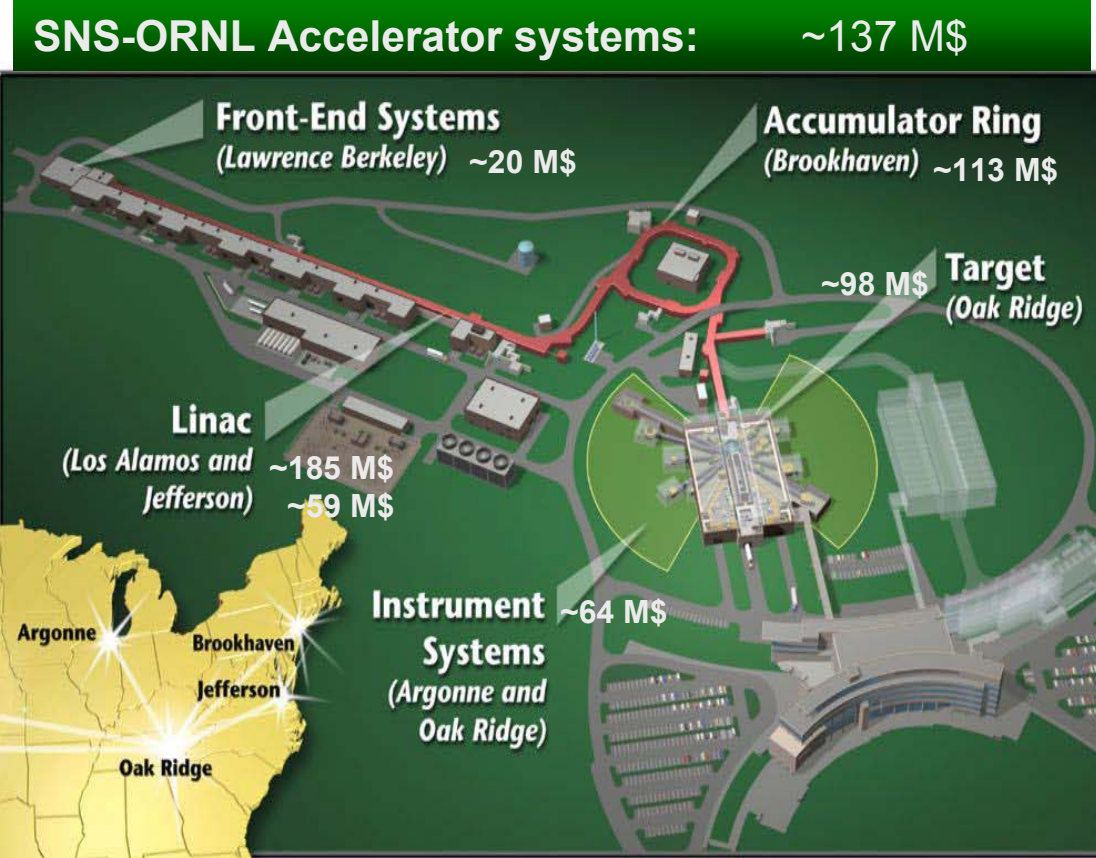 SNS-ORNL Accelerator systems: ~137 M$
Front-End Systems
(Lawrence Berkeley) ~20 M$
Accumulator Ring
(Brookhaven) ~113 M$
~98 M$
Target
(Oak Ridge)
Linac
(Los Alamos and
Jefferson)
~185 M$
~59 M$
Instrument
Systems
(Argonne and
Oak Ridge)
~64 M$
Argonne
Brookhaven
Jefferson
Oak Ridge